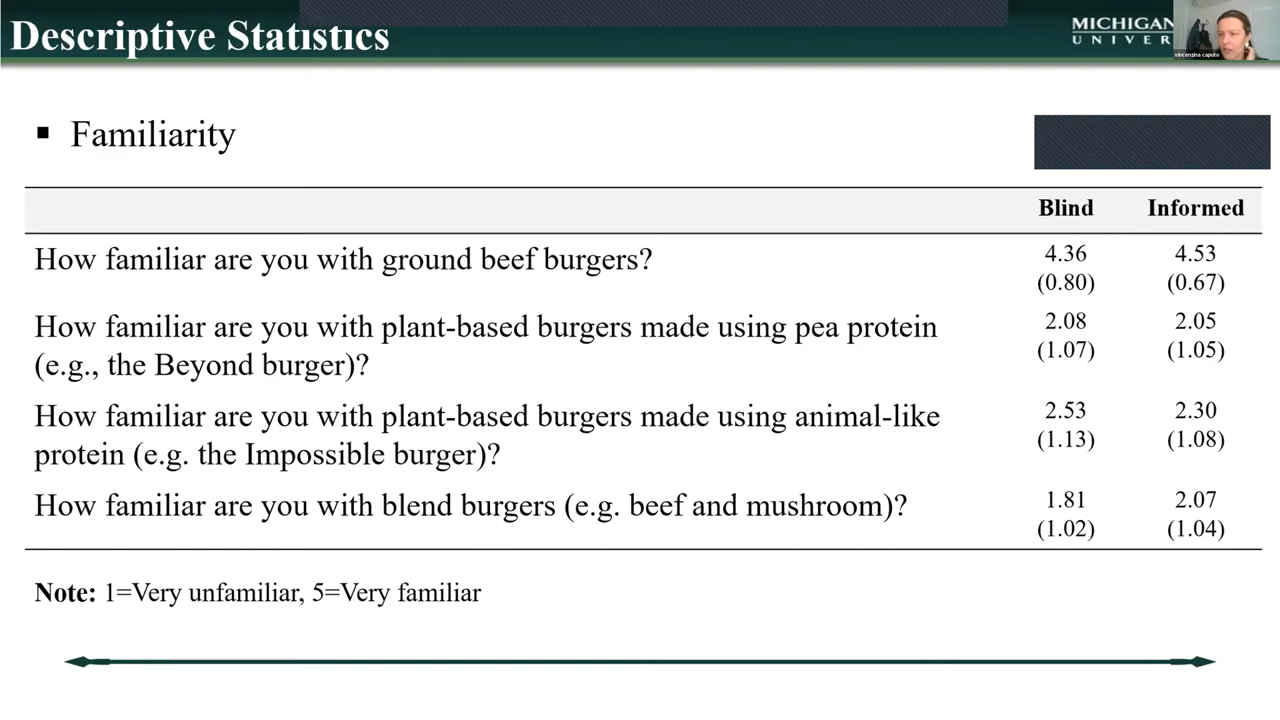 Descriptive Statistics
MICHIGAN
UNIVER
vincenzina caputo
▪ Familiarity
Blind Informed
How familiar are you with ground beef burgers? 4.36 4.53
(0.80) (0.67)
How familiar are you with plant-based burgers made using pea protein 2.08 2.05
(e.g., the Beyond burger)? (1.07) (1.05)
How familiar are you with plant-based burgers made using animal-like 2.53 2.30
protein (e.g. the Impossible burger)? (1.13) (1.08)
How familiar are you with blend burgers (e.g. beef and mushroom)? 1.81 2.07
(1.02) (1.04)
Note: 1=Very unfamiliar, 5=Very familiar